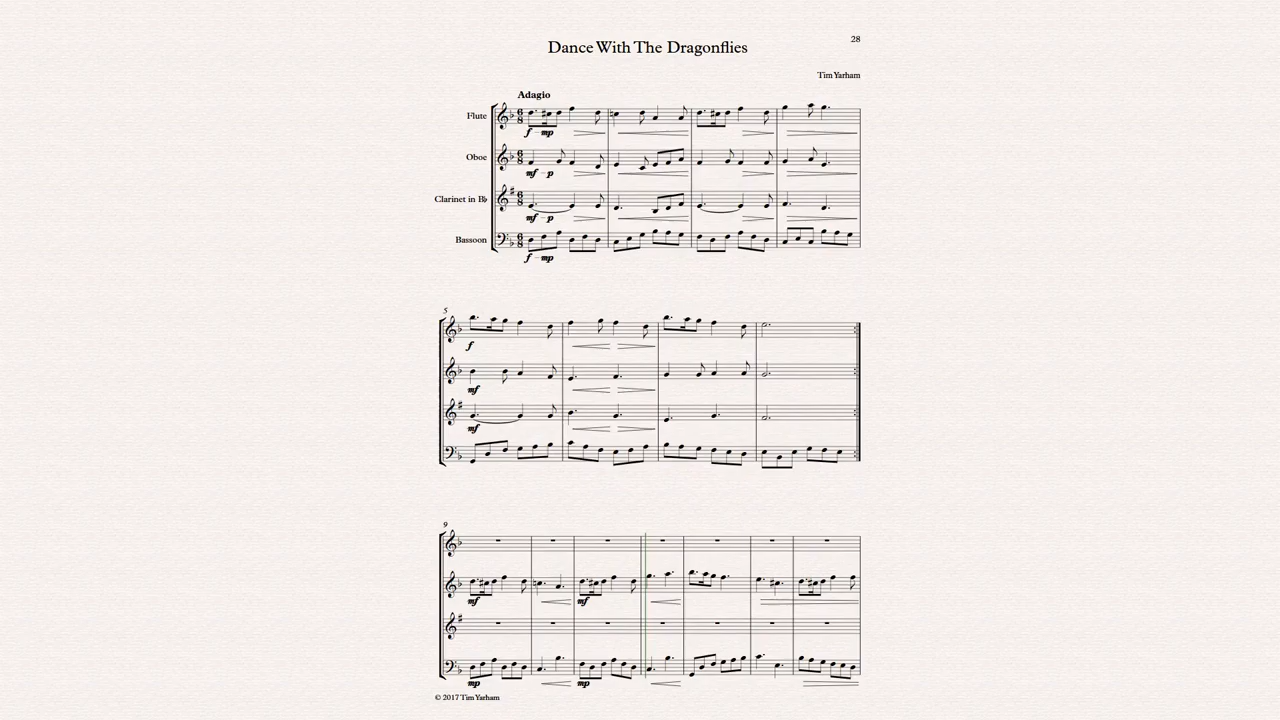 28
Dance With The Dragonflies
Tim Yarham
Adagio
Flute
f mp
Oboe
mf p
Clarinet in B♭
mf p
Bassoon
f mp
5
f
mf
mf
9
mf mf
mp mp
© 2017 Tim Yarham